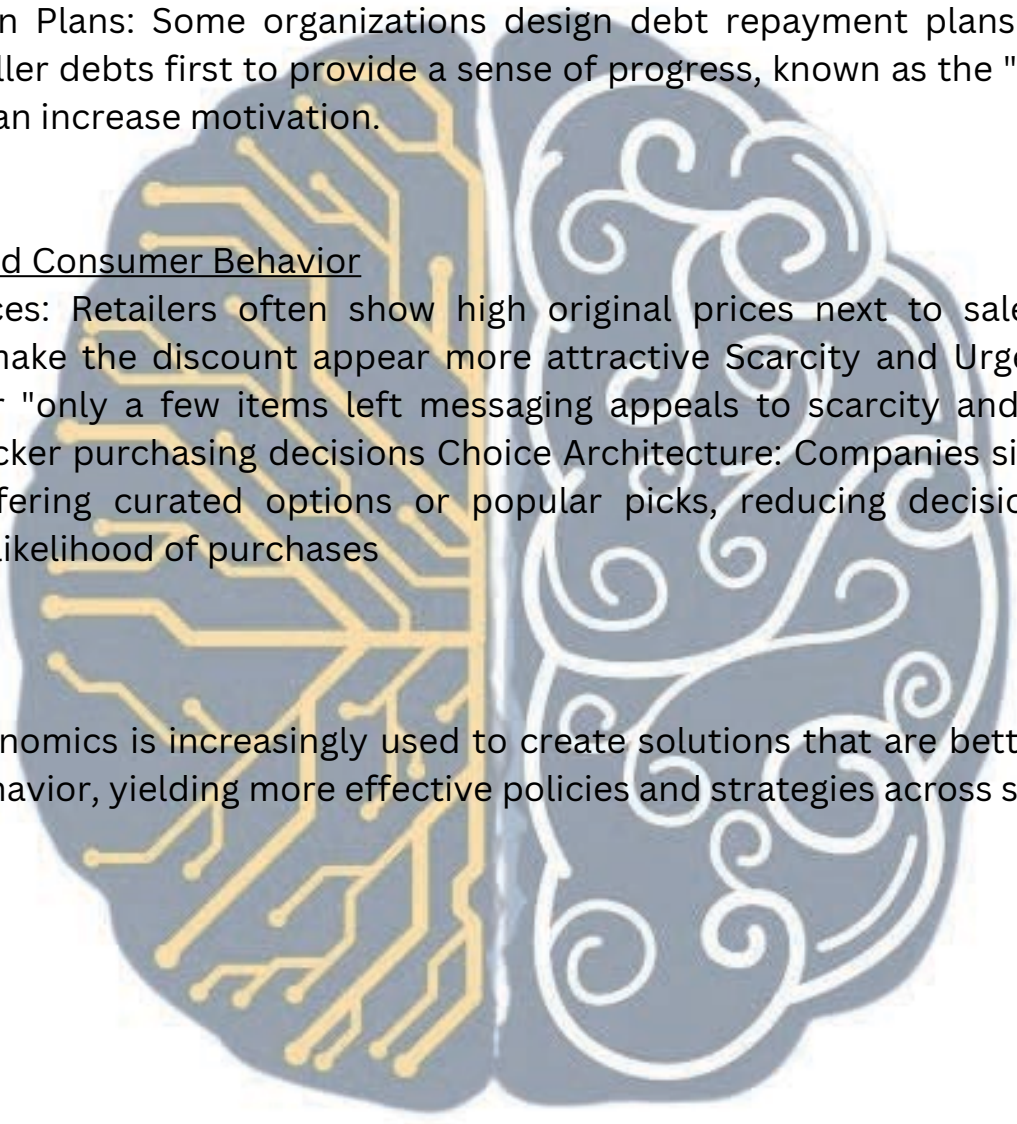 n Plans: Some organizations design debt repayment plans
ller debts first to provide a sense of progress, known as the "
an increase motivation.
d Consumer Behavior
ces: Retailers often show high original prices next to sale
make the discount appear more attractive Scarcity and Urge
r "only a few items left messaging appeals to scarcity and
cker purchasing decisions Choice Architecture: Companies si
ffering curated options or popular picks, reducing decisio
likelihood of purchases
nomics is increasingly used to create solutions that are bett
havior, yielding more effective policies and strategies across s